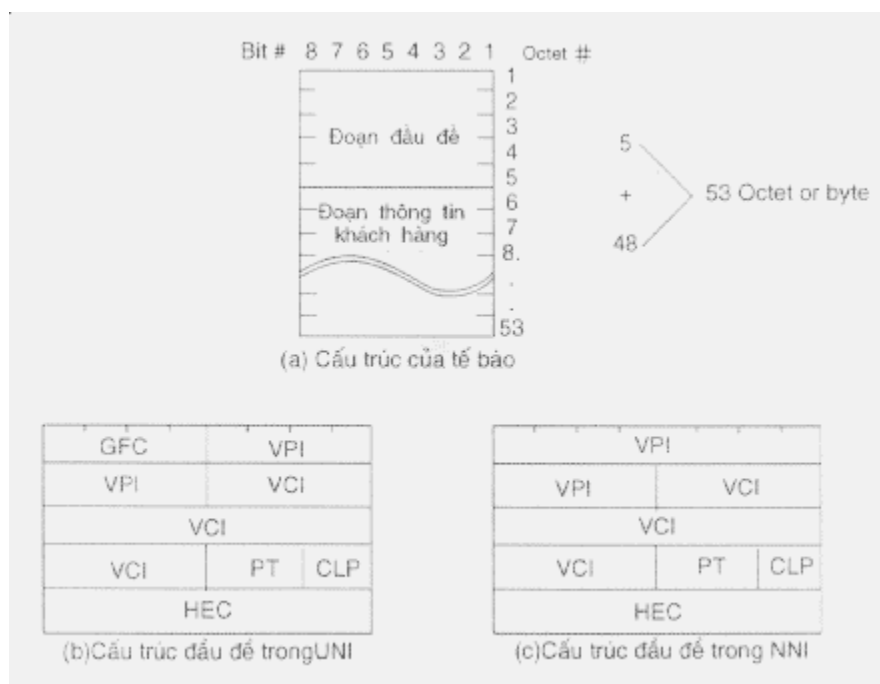 Bit # 8 7 6 5 4 3 2 1 Octet #
1
2
3
4
5
6
7
8.
.
.
53
Đoạn đầu đề
Đoạn thông tin
khách hàng
5
+
48
53 Octet or byte
(a) Cấu trúc của tế bào
GFC VPI
VPI VCI
VCI
VCI PT CLP
HEC
(b)Cấu trúc đầu đề trongUNI
VPI
VPI VCI
VCI
VCI PT CLP
HEC
(c)Cấu trúc đầu đề trong NNI